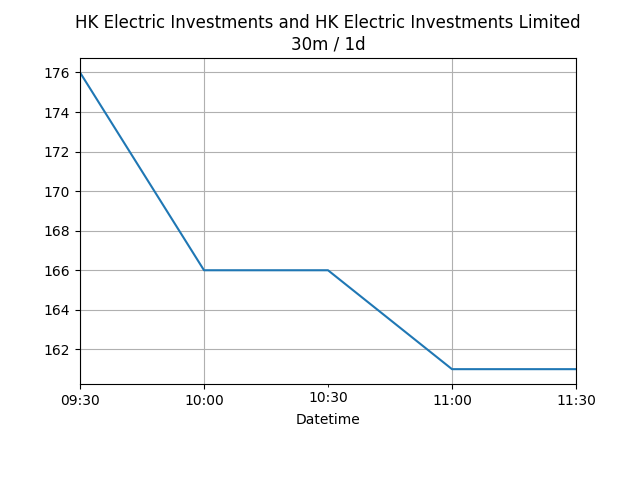 HK Electric Investments and HK Electric Investments Limited
30m / 1d
176
174
172
170
168
166
164
162
09:30 10:00 10:30 11:00 11:30
Datetime